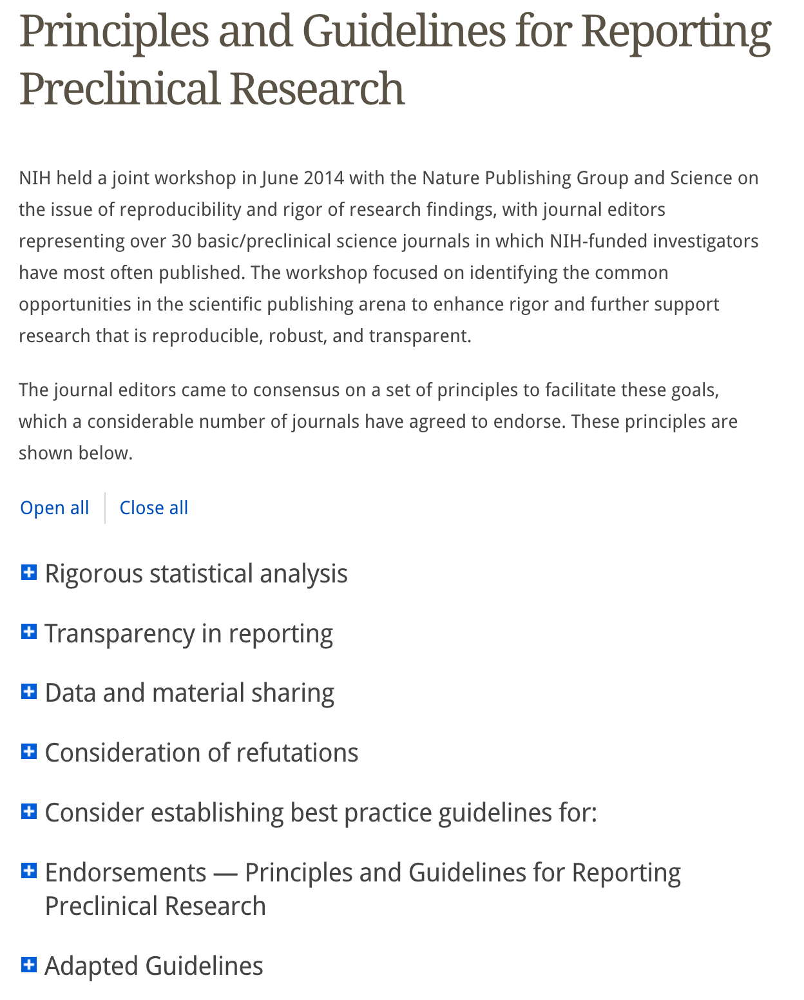 Principles and Guidelines for Reporting
Preclinical Research
NIH held a joint workshop in June 2014 with the Nature Publishing Group and Science on
the issue of reproducibility and rigor of research findings, with journal editors
representing over 30 basic/preclinical science journals in which NIH-funded investigators
have most often published. The workshop focused on identifying the common
opportunities in the scientific publishing arena to enhance rigor and further support
research that is reproducible, robust, and transparent.
The journal editors came to consensus on a set of principles to facilitate these goals,
which a considerable number of journals have agreed to endorse. These principles are
shown below.
Open all | Close all
Rigorous statistical analysis
Transparency in reporting
Data and material sharing
Consideration of refutations
Consider establishing best practice guidelines for:
Endorsements — Principles and Guidelines for Reporting
Preclinical Research
Adapted Guidelines